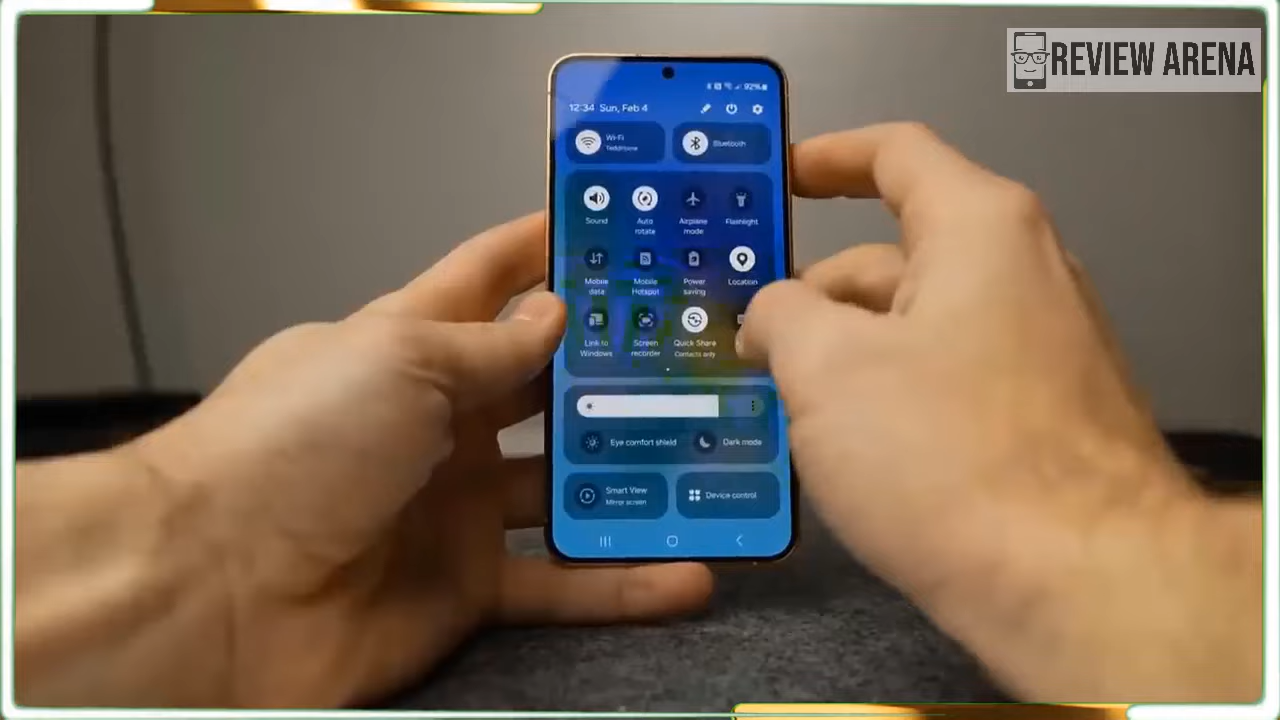 REVIEW ARENA
92%
12:34 Sun, Feb 4
Wi-Fi
Bluetooth
Sound
Auto
rotate
Airplane
mode
Flashlight
Mobile
data
Mobile
Hotspot
Power
saving
Location
Link to
Windows
Screen
recorder
Quick Share
Contacts only
Eye comfort shield
Dark mode
Smart View
Mirror screen
Device control